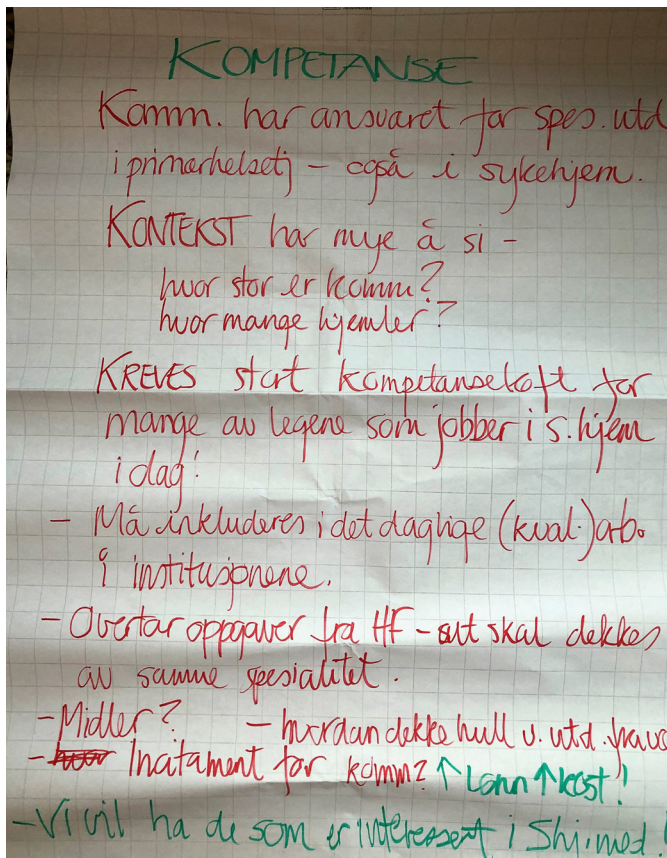 KOMPETANSE
Komm. har ansvaret for spes. utd
i primærhelsetj – også i sykehjem.
KONTEKST har mye å si –
hvor stor er komm?
hvor mange hjemler?
KREVES stort kompetanseløft for
mange av legene som jobber i s.hjem
i dag!
– Må inkluderes i det daglige (kval.)arb.
i institusjonene.
– Overtar oppgaver fra HF – alt skal dekkes
av samme spesialitet.
– Midler? – hvordan dekke hull v. utd.
– Incitament for komm? ↑ Lønn ↑ kost!
– Vi vil ha de som er interessert i Shj.med!